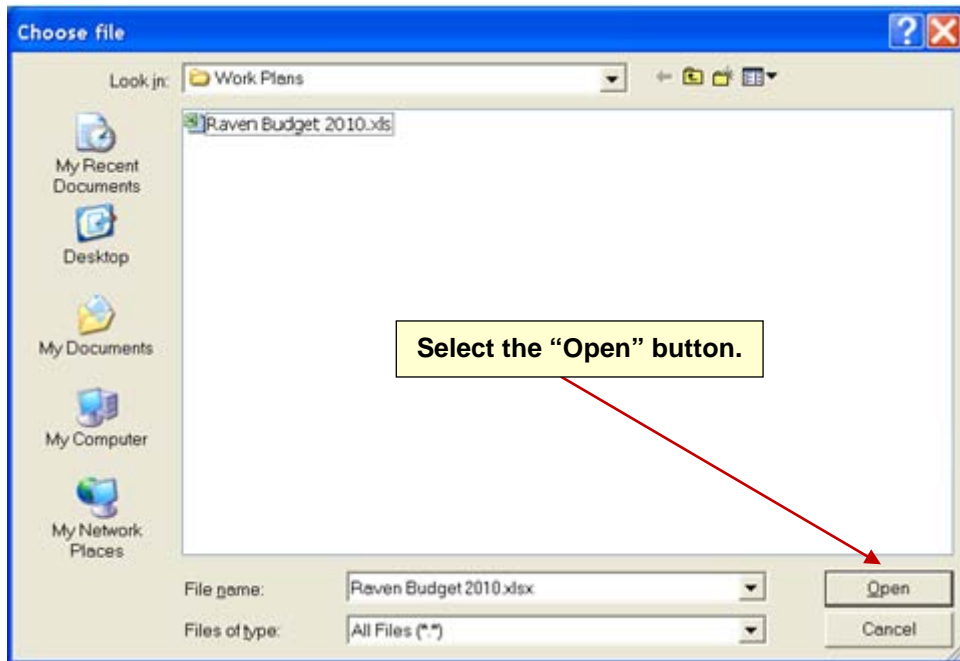 Choose file
Look in:
Work Plans
Raven Budget 2010.xls
My Recent
Documents
Desktop
My Documents
My Computer
My Network
Places
Select the “Open” button.
File name:
Raven Budget 2010.xlsx
Open
Files of type:
All Files (*.*)
Cancel